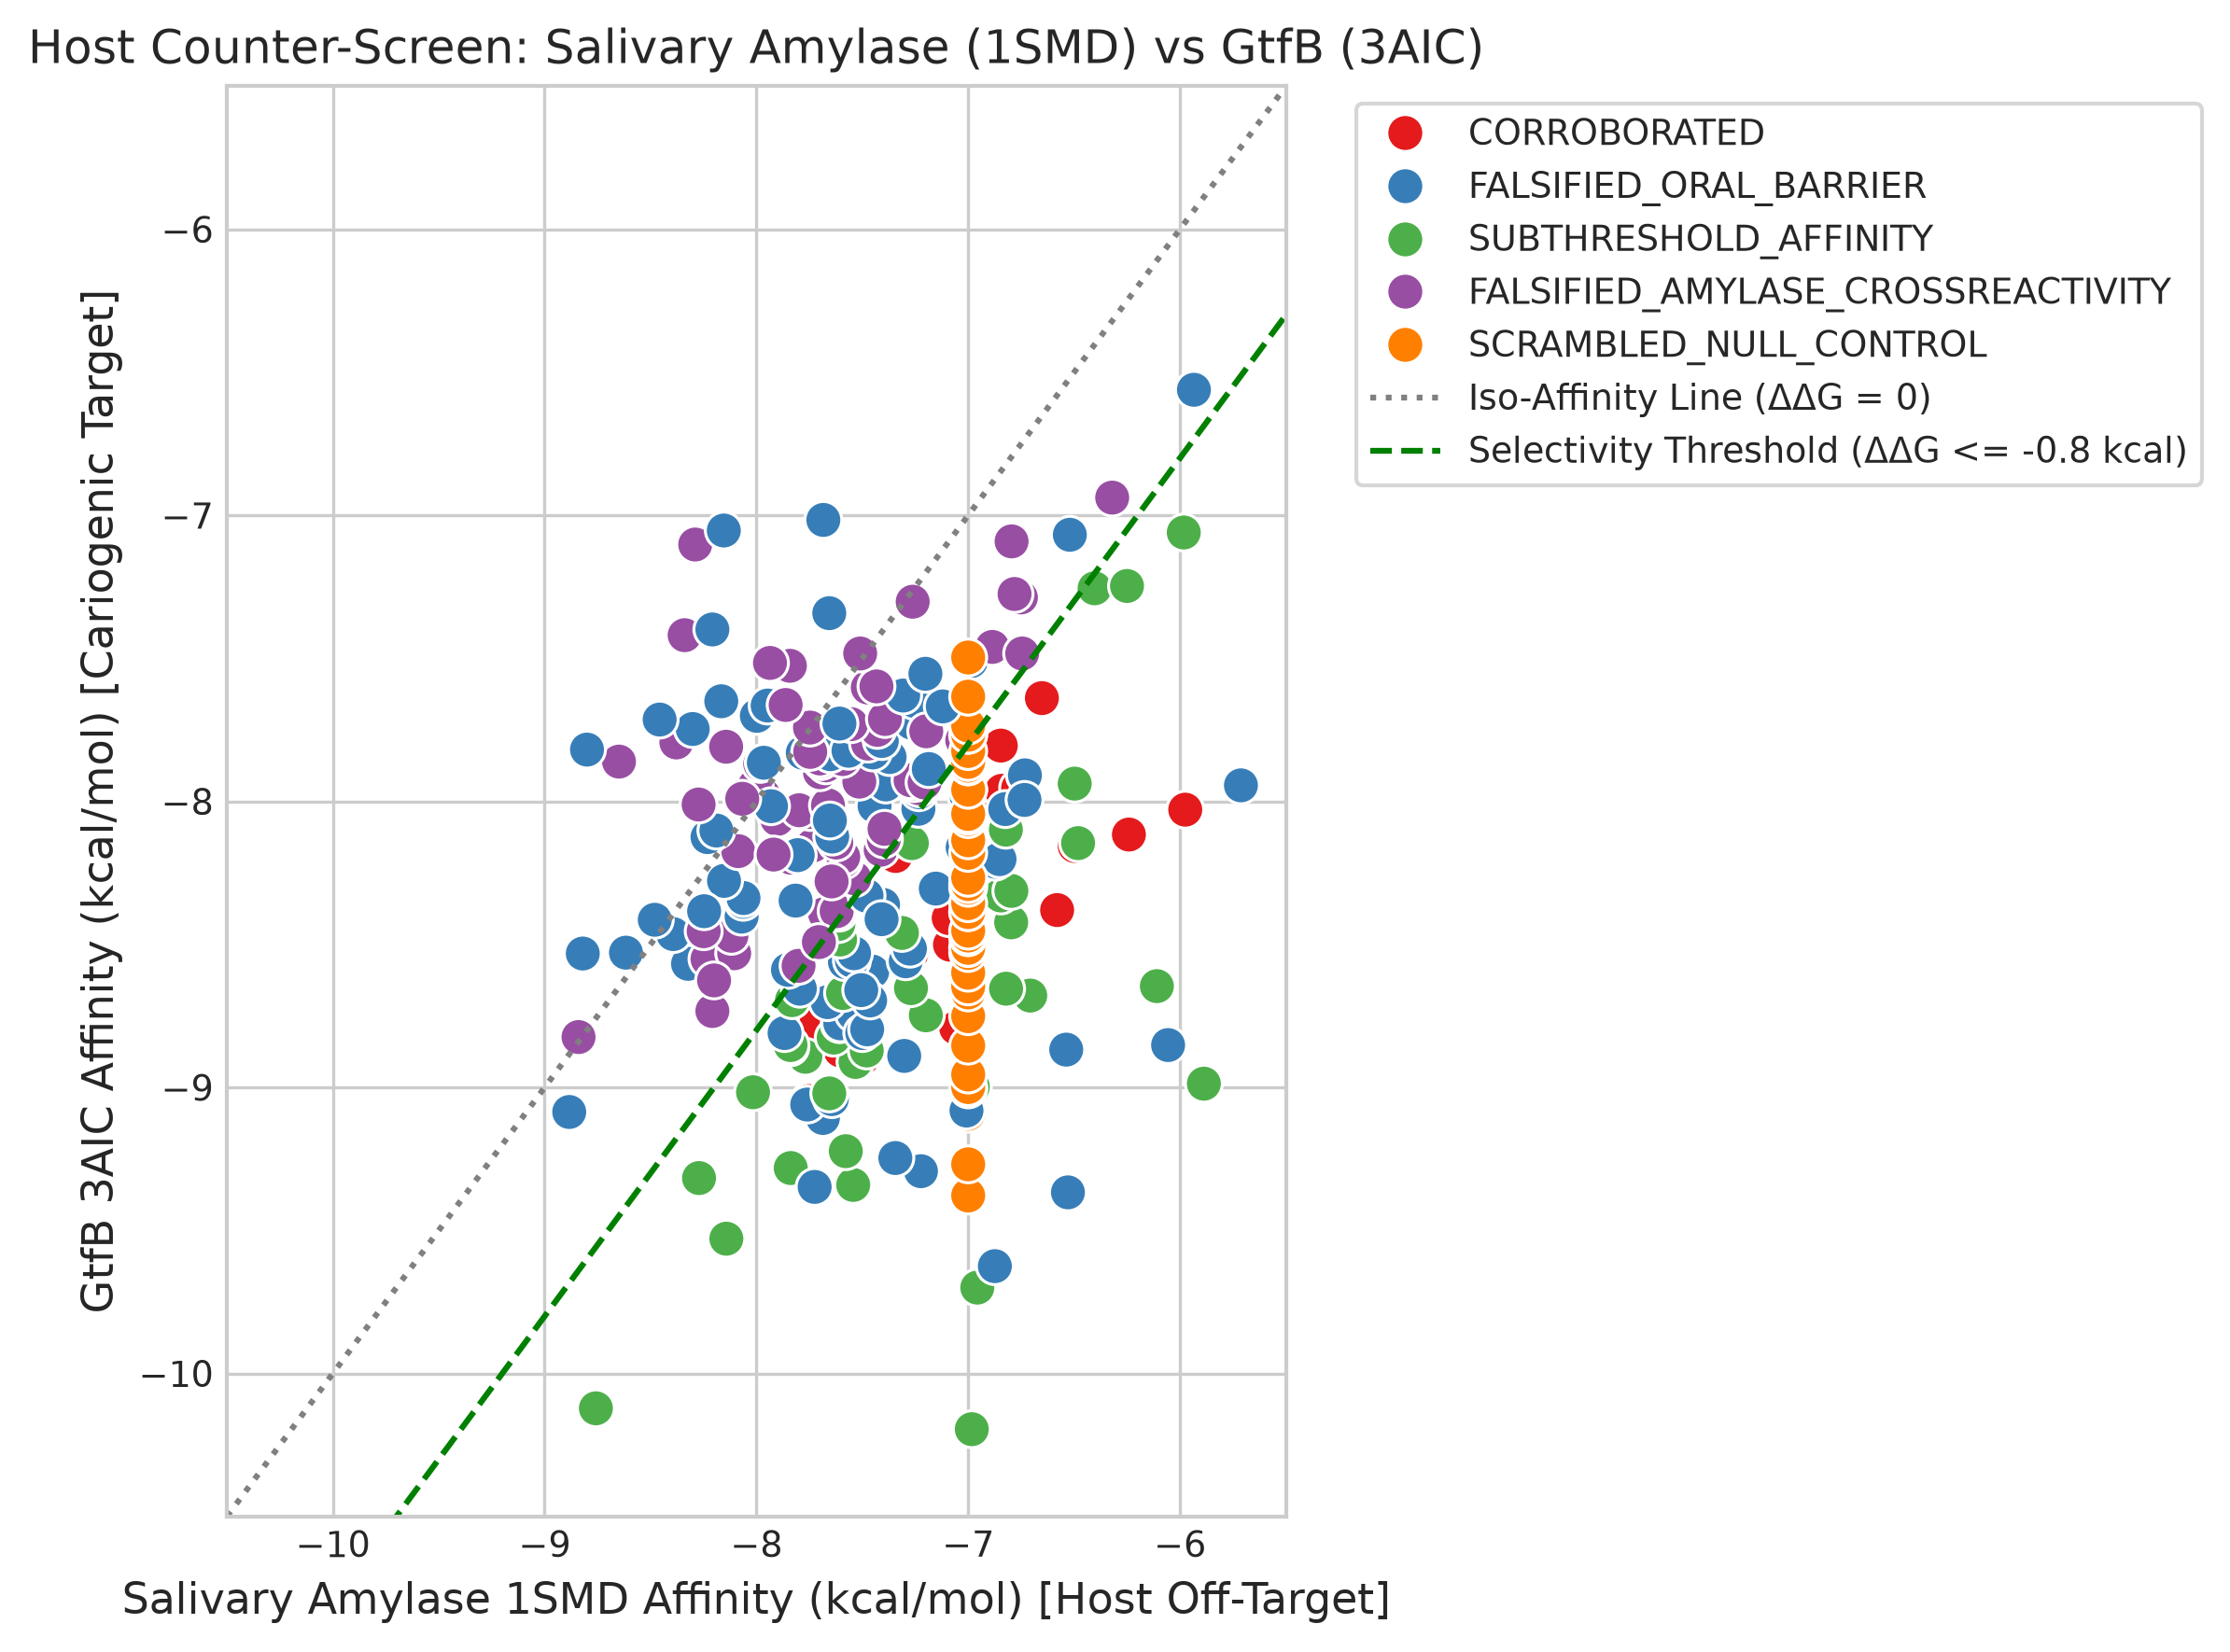 Host Counter-Screen: Salivary Amylase (1SMD) vs GtfB (3AIC)
CORROBORATED
FALSIFIED_ORAL_BARRIER
SUBTHRESHOLD_AFFINITY
FALSIFIED_AMYLASE_CROSSREACTIVITY
SCRAMBLED_NULL_CONTROL
Iso-Affinity Line (ΔΔG = 0)
Selectivity Threshold (ΔΔG <= -0.8 kcal)
GtfB 3AIC Affinity (kcal/mol) [Cariogenic Target]
−6
−7
−8
−9
−10
−10 −9 −8 −7 −6
Salivary Amylase 1SMD Affinity (kcal/mol) [Host Off-Target]